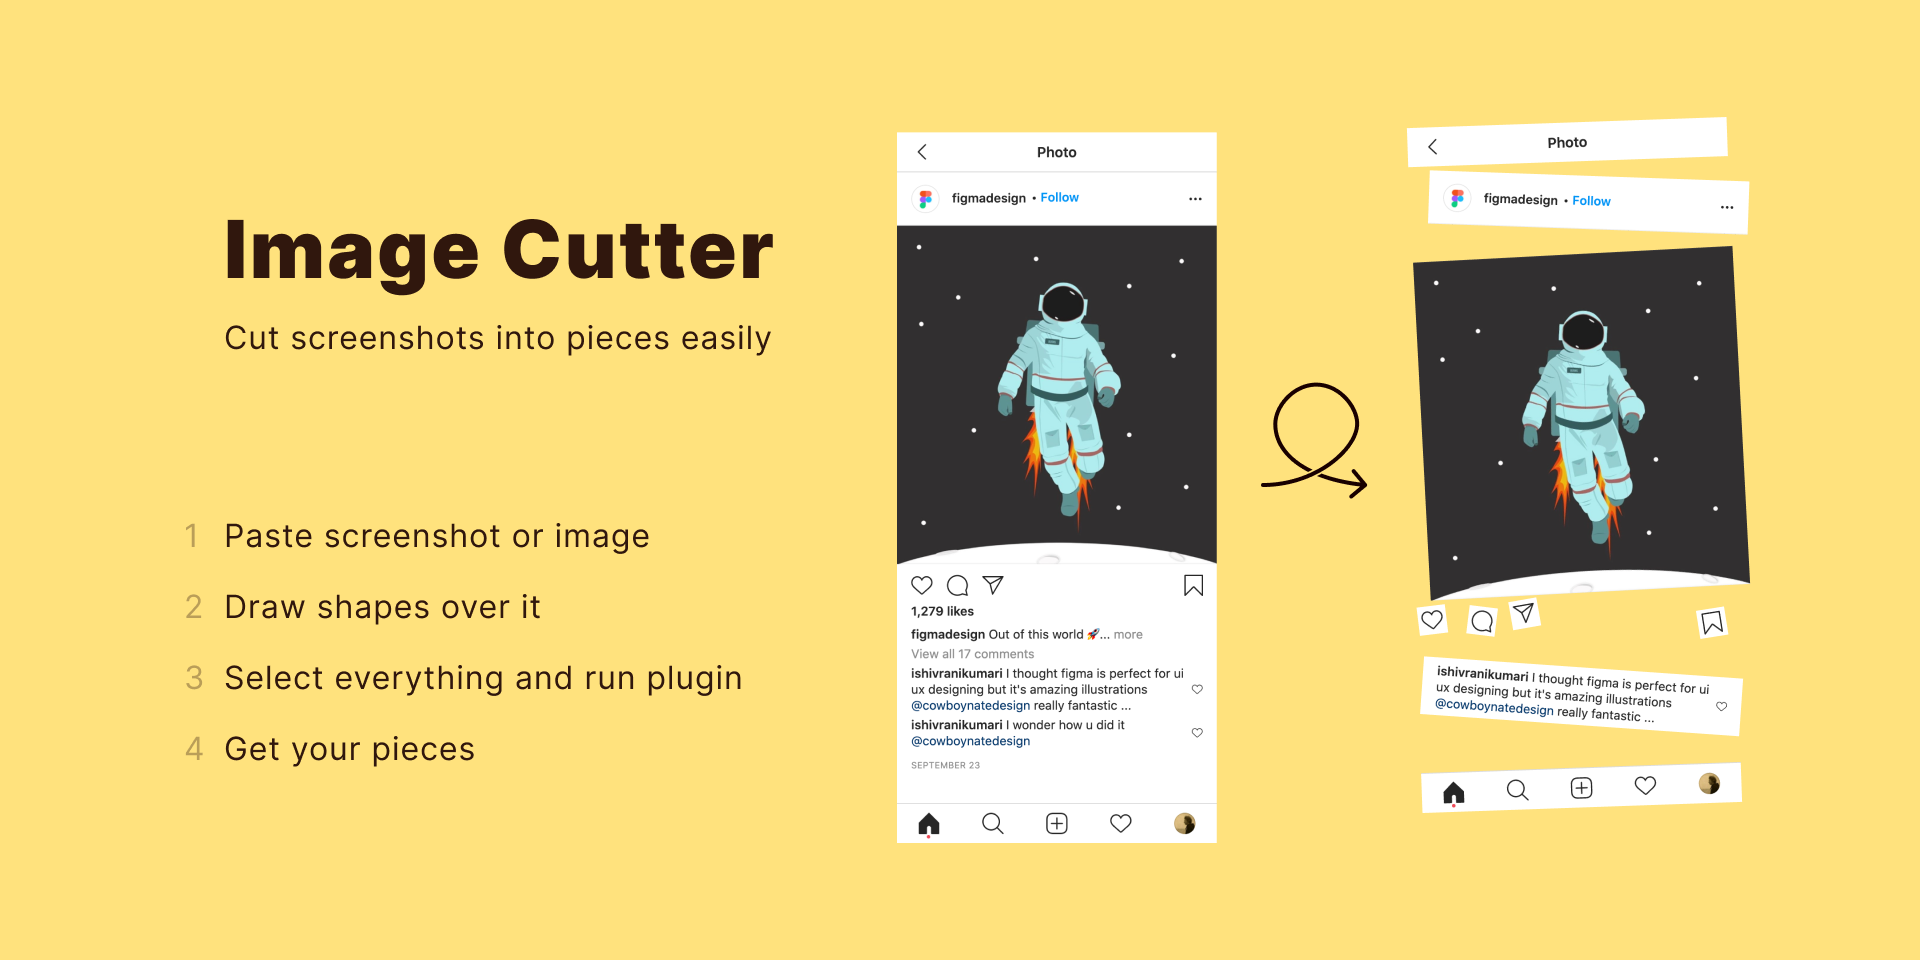 Image Cutter
Cut screenshots into pieces easily
1 Paste screenshot or image
2 Draw shapes over it
3 Select everything and run plugin
4 Get your pieces
Photo
figmadesign • Follow
1,279 likes
figmadesign Out of this world 🚀... more
View all 17 comments
ishivranikumari I thought figma is perfect for ui
ux designing but it's amazing illustrations
@cowboynatedesign really fantastic ...
ishivranikumari I wonder how u did it
@cowboynatedesign
SEPTEMBER 23
Photo
figmadesign • Follow
ishivranikumari I thought figma is perfect for ui
ux designing but it's amazing illustrations
@cowboynatedesign really fantastic ...